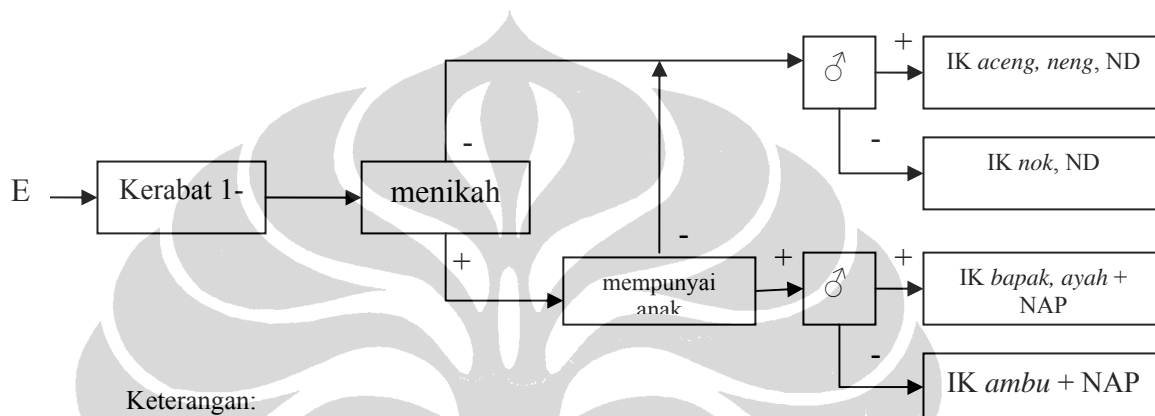 +
♂
IK aceng, neng, ND
-
-
IK nok, ND
E
Kerabat 1-
menikah
+
-
mempunyai
anak
+
♂
+
IK bapak, ayah +
NAP
-
IK ambu + NAP
Keterangan: